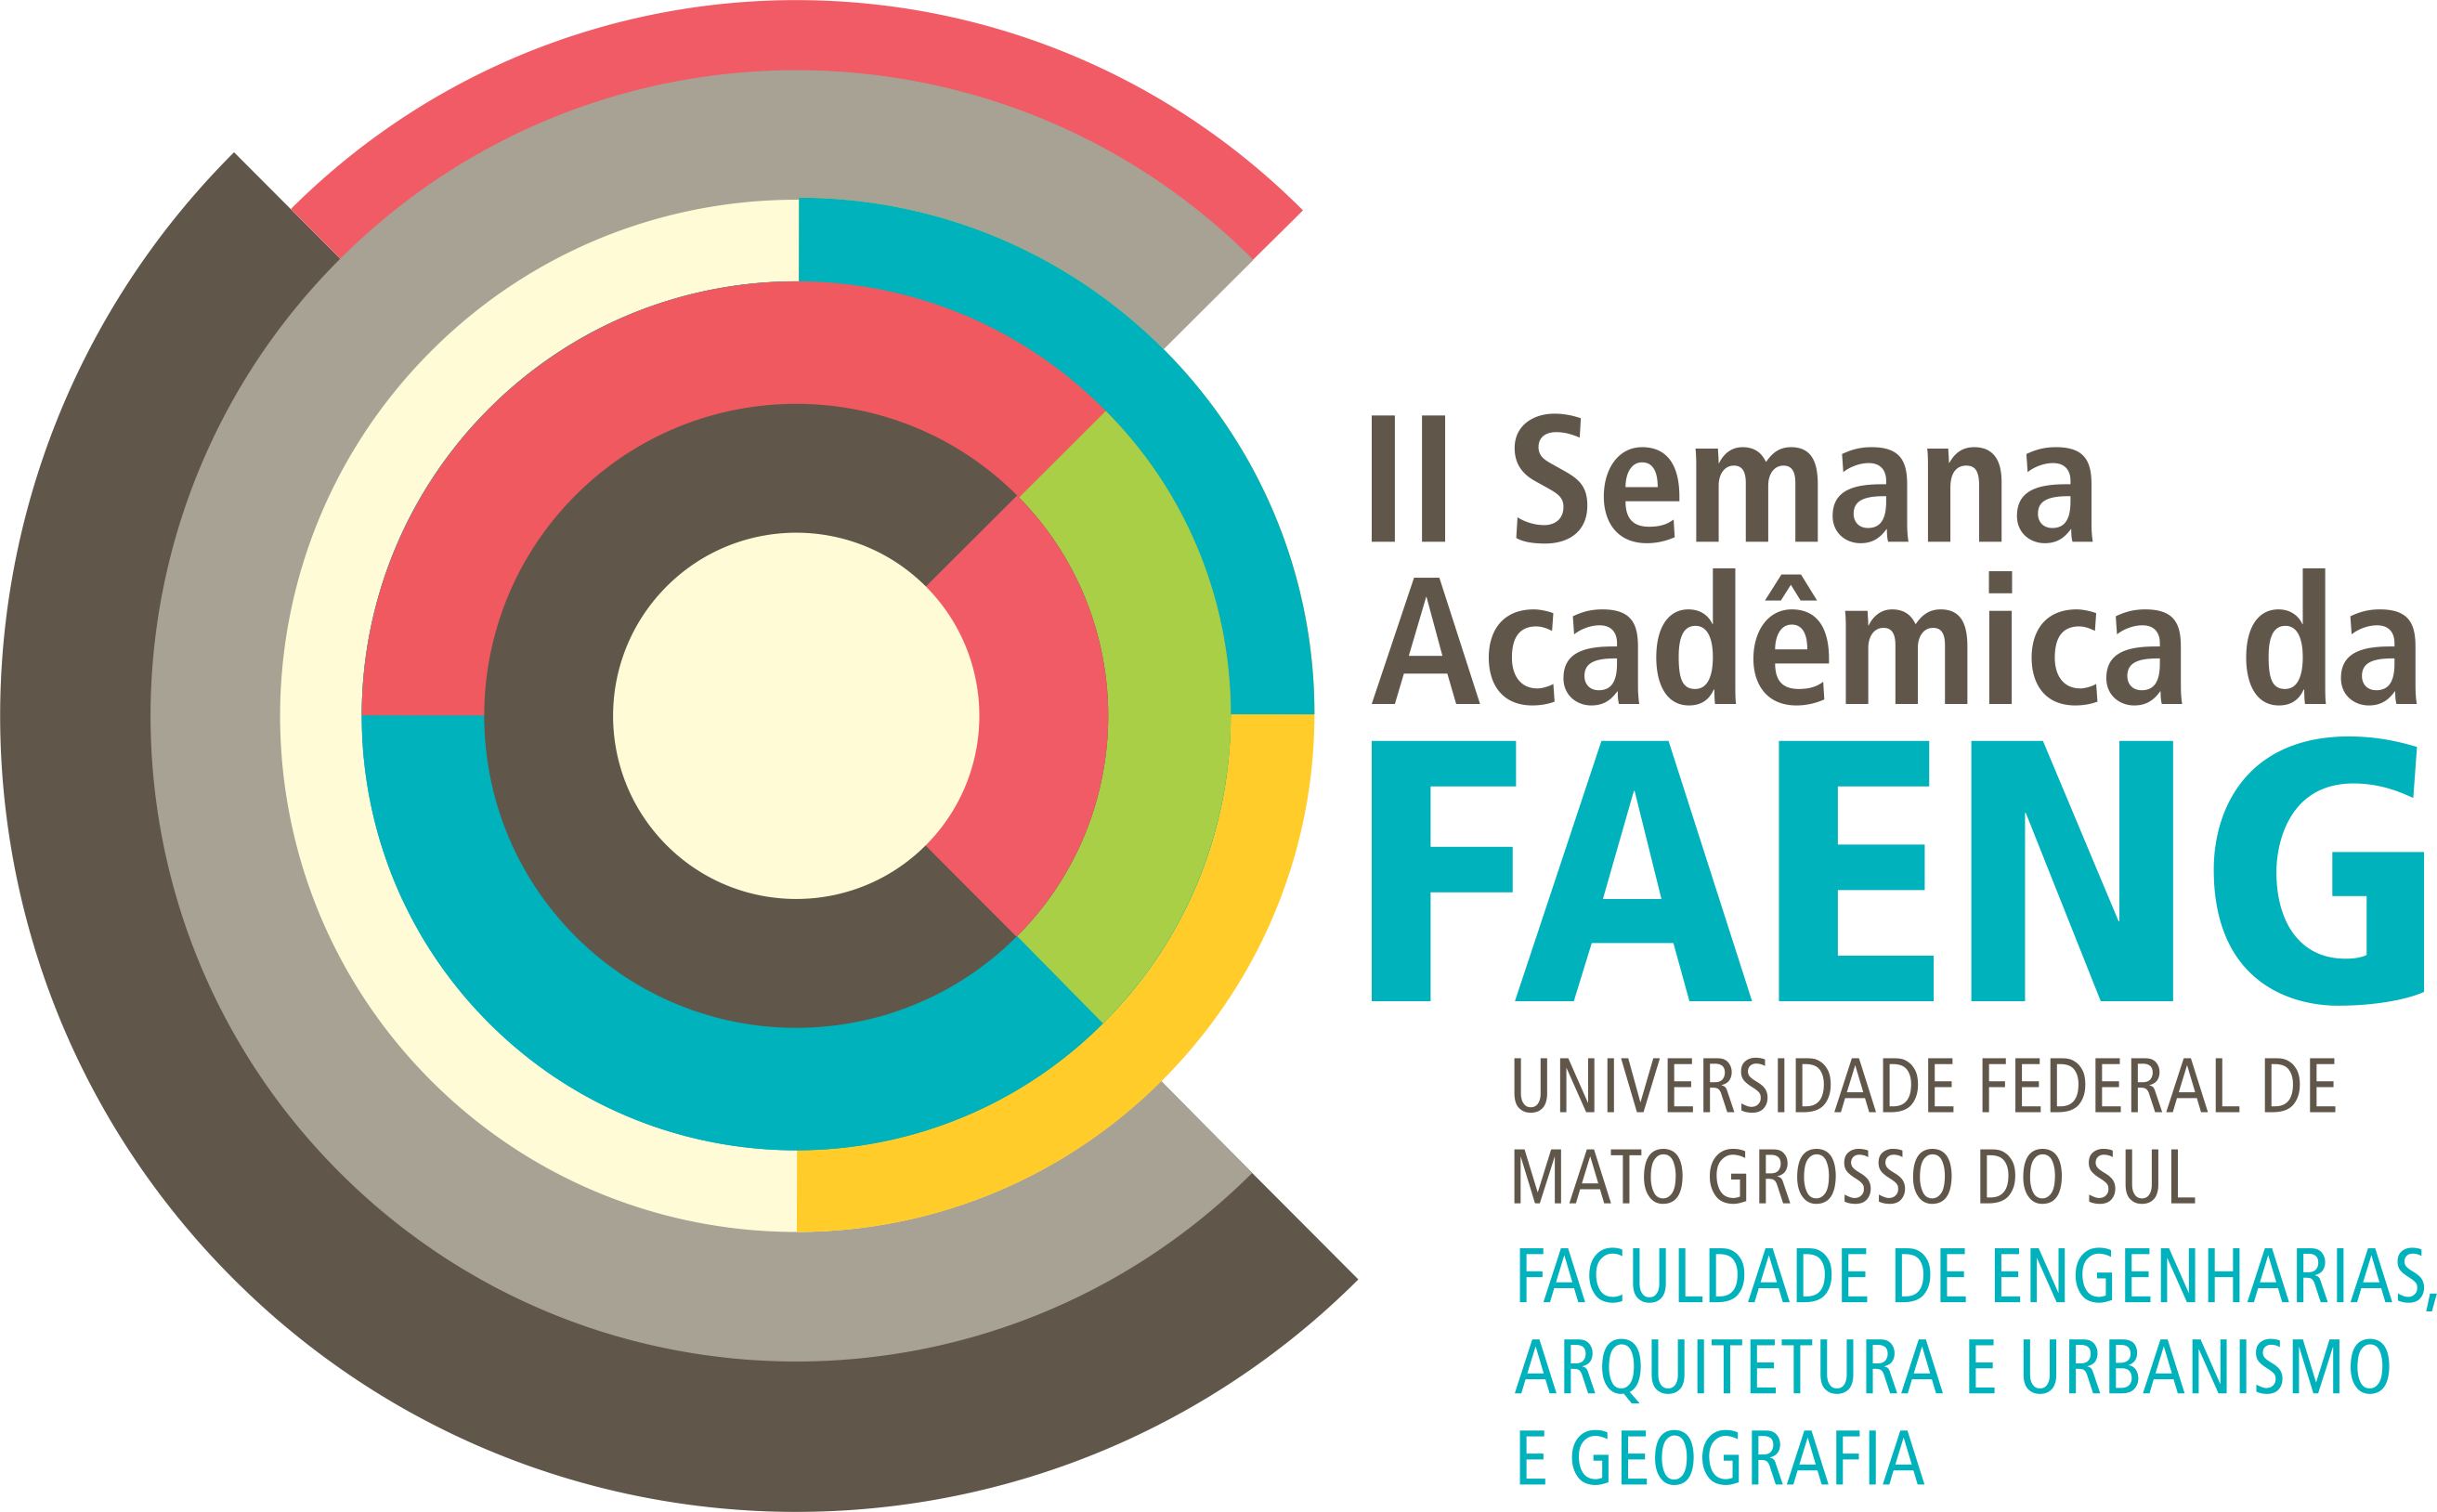 II Semana
Acadêmica da
FAENG
UNIVERSIDADE FEDERAL DE
MATO GROSSO DO SUL
FACULDADE DE ENGENHARIAS,
ARQUITETURA E URBANISMO
E GEOGRAFIA